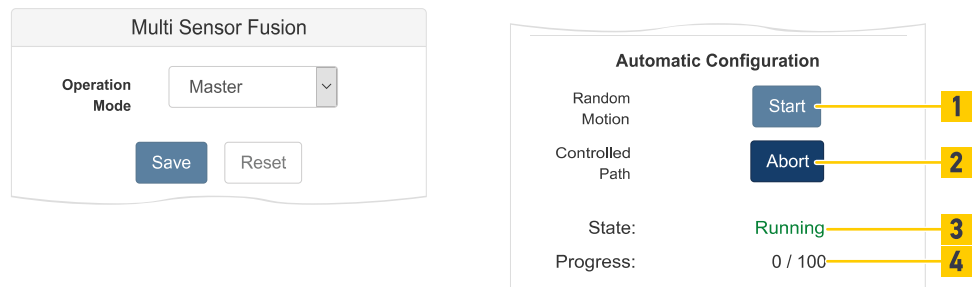 Multi Sensor Fusion
Operation
Mode
Master
Save
Reset
Automatic Configuration
Random
Motion
Start
1
Controlled
Path
Abort
2
State:
Running
3
Progress:
0 / 100
4